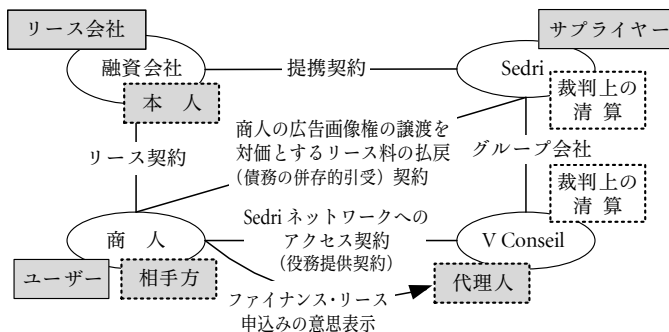 リース会社
サプライヤー
融資会社
提携契約
Sedri
本 人
裁判上の
清 算
商人の広告画像権の譲渡を
対価とするリース料の払戻
（債務の併存的引受）契約
リース契約
グループ会社
裁判上の
清 算
Sedriネットワークへの
アクセス契約
（役務提供契約）
商 人
V Conseil
ユーザー
相手方
代理人
ファイナンス・リース
申込みの意思表示